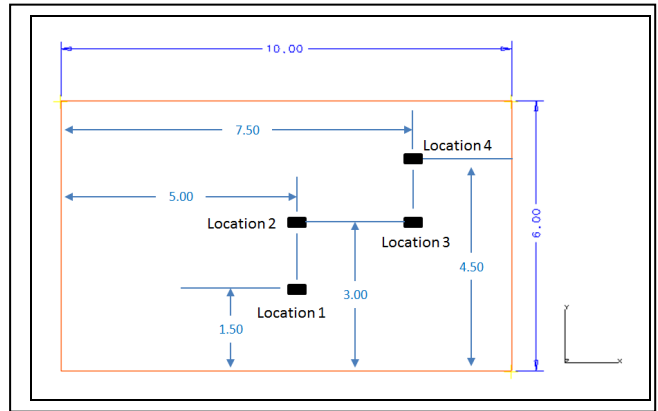 10.00
7.50
Location 4
5.00
Location 2
Location 3
6.00
4.50
3.00
Location 1
1.50
Y
Z
X